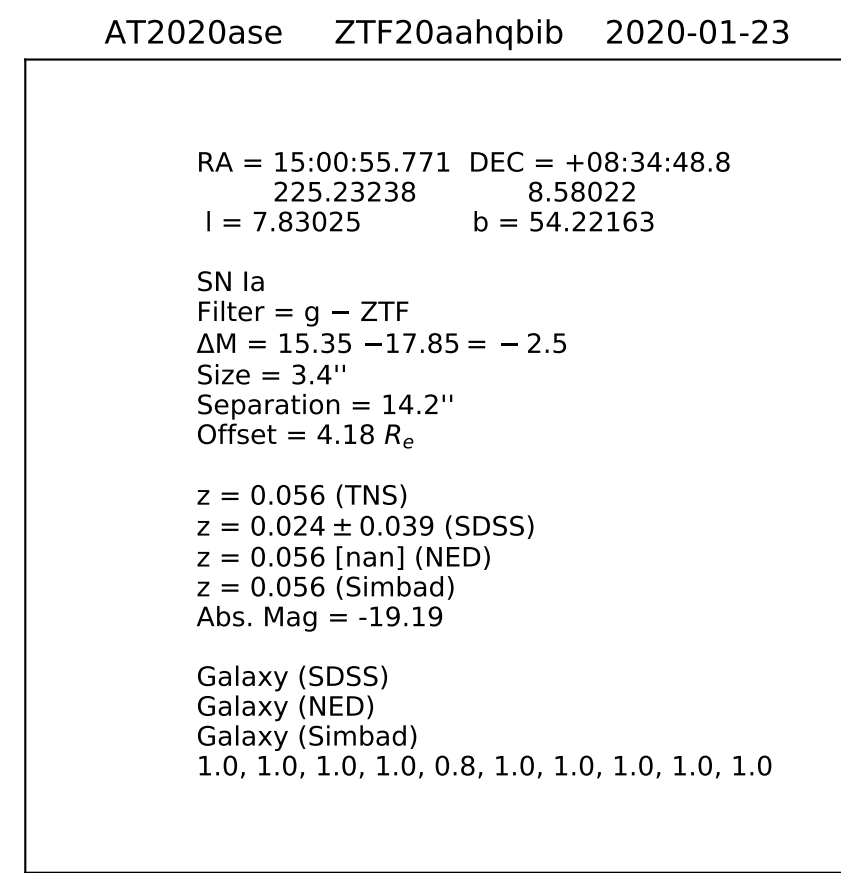 AT2020ase ZTF20aahqbib 2020-01-23
RA = 15:00:55.771 DEC = +08:34:48.8
225.23238 8.58022
l = 7.83025 b = 54.22163
SN Ia
Filter = g − ZTF
ΔM = 15.35 −17.85 = − 2.5
Size = 3.4''
Separation = 14.2''
Offset = 4.18 Rₑ
z = 0.056 (TNS)
z = 0.024 ± 0.039 (SDSS)
z = 0.056 [nan] (NED)
z = 0.056 (Simbad)
Abs. Mag = -19.19
Galaxy (SDSS)
Galaxy (NED)
Galaxy (Simbad)
1.0, 1.0, 1.0, 1.0, 0.8, 1.0, 1.0, 1.0, 1.0, 1.0